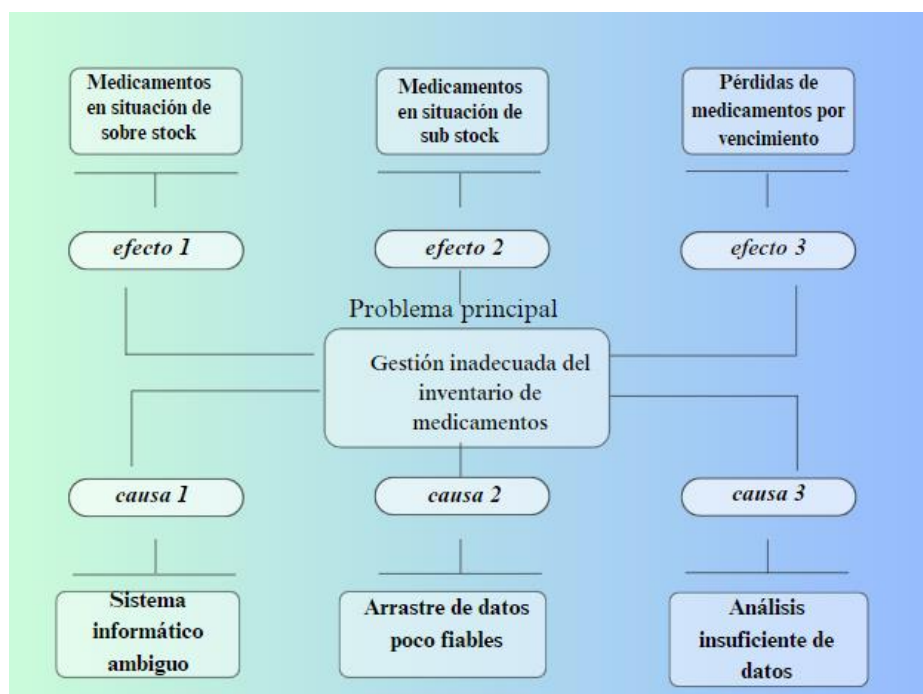 Medicamentos
en situación de
sobre stock
Medicamentos
en situación de
sub stock
Pérdidas de
medicamentos por
vencimiento
efecto 1
efecto 2
efecto 3
Problema principal
Gestión inadecuada del
inventario de
medicamentos
causa 1
causa 2
causa 3
Sistema
informático
ambiguo
Arrastre de datos
poco fiables
Análisis
insuficiente de
datos